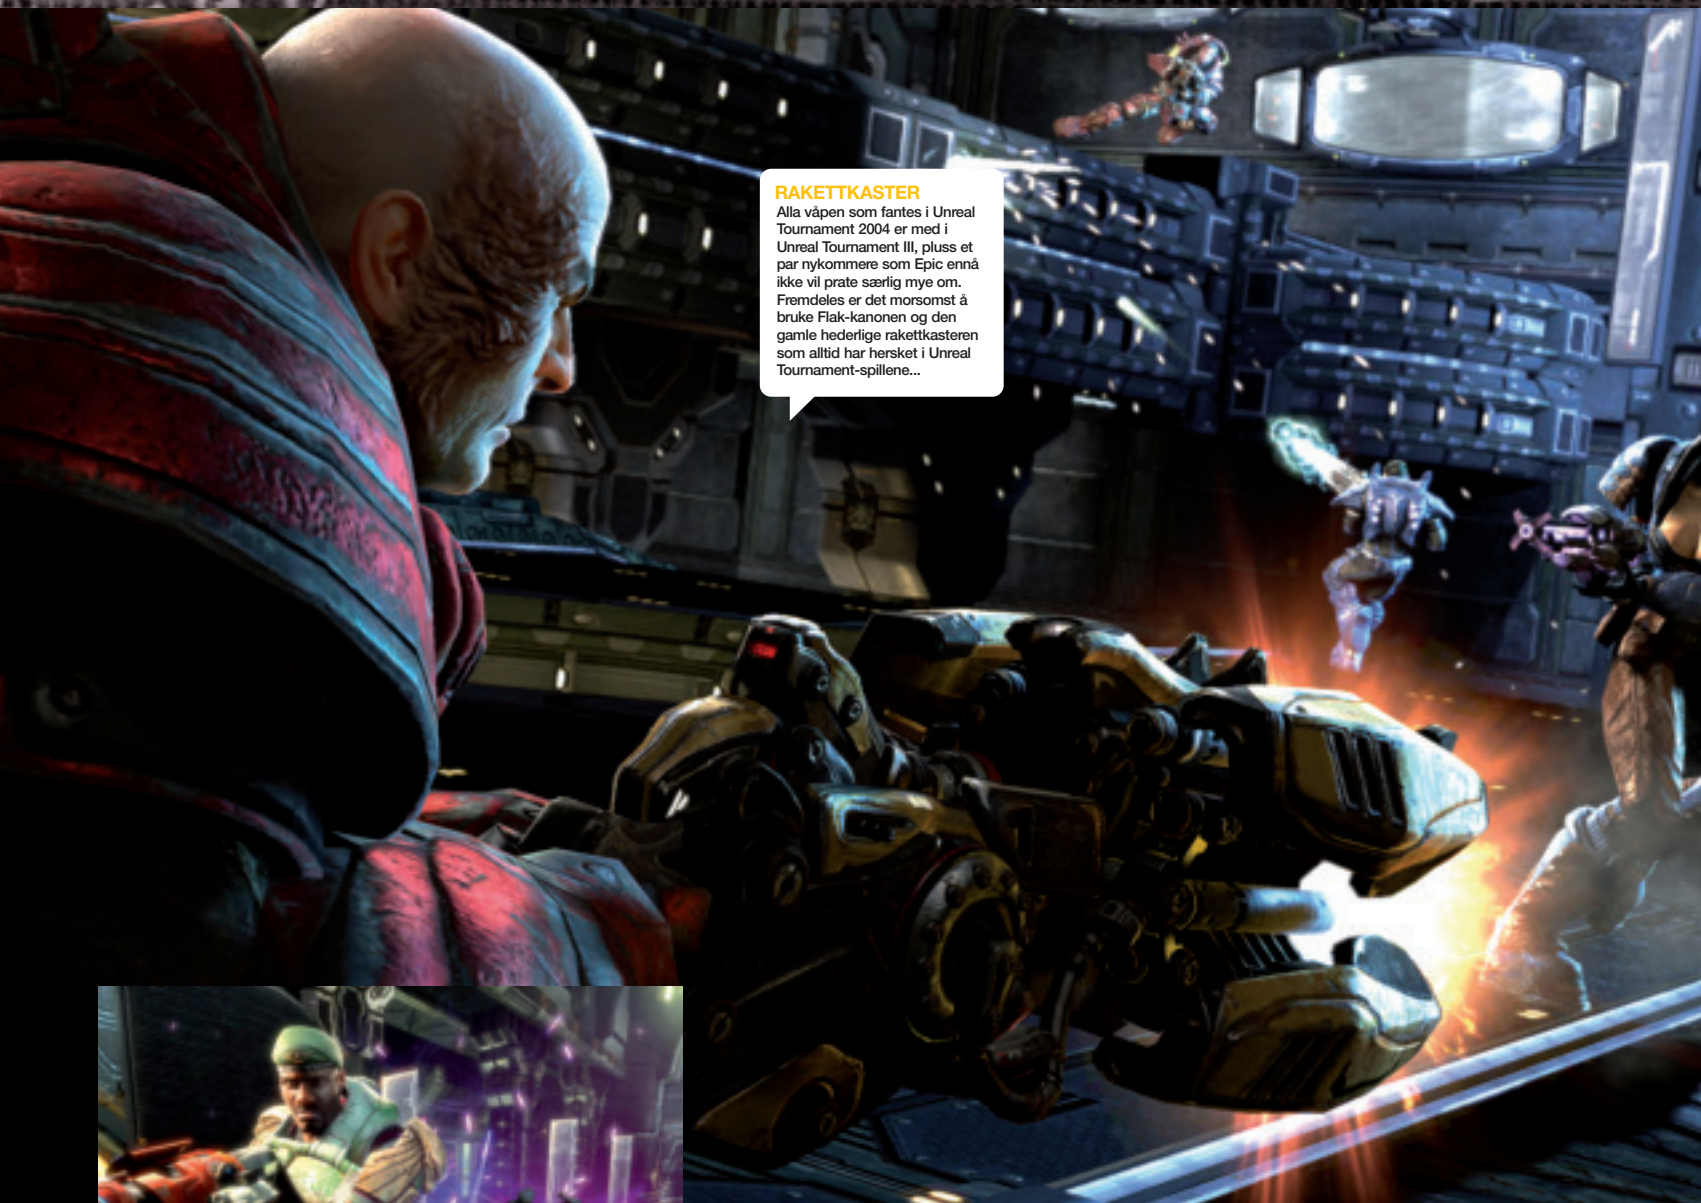 RAKETTKASTER
Alla våpen som fantes i Unreal
Tournament 2004 er med i
Unreal Tournament III, pluss et
par nykommere som Epic ennå
ikke vil prate særlig mye om.
Fremdeles er det morsomst å
bruke Flak-kanonen og den
gamle hederlige rakettkasteren
som alltid har hersket i Unreal
Tournament-spillene...